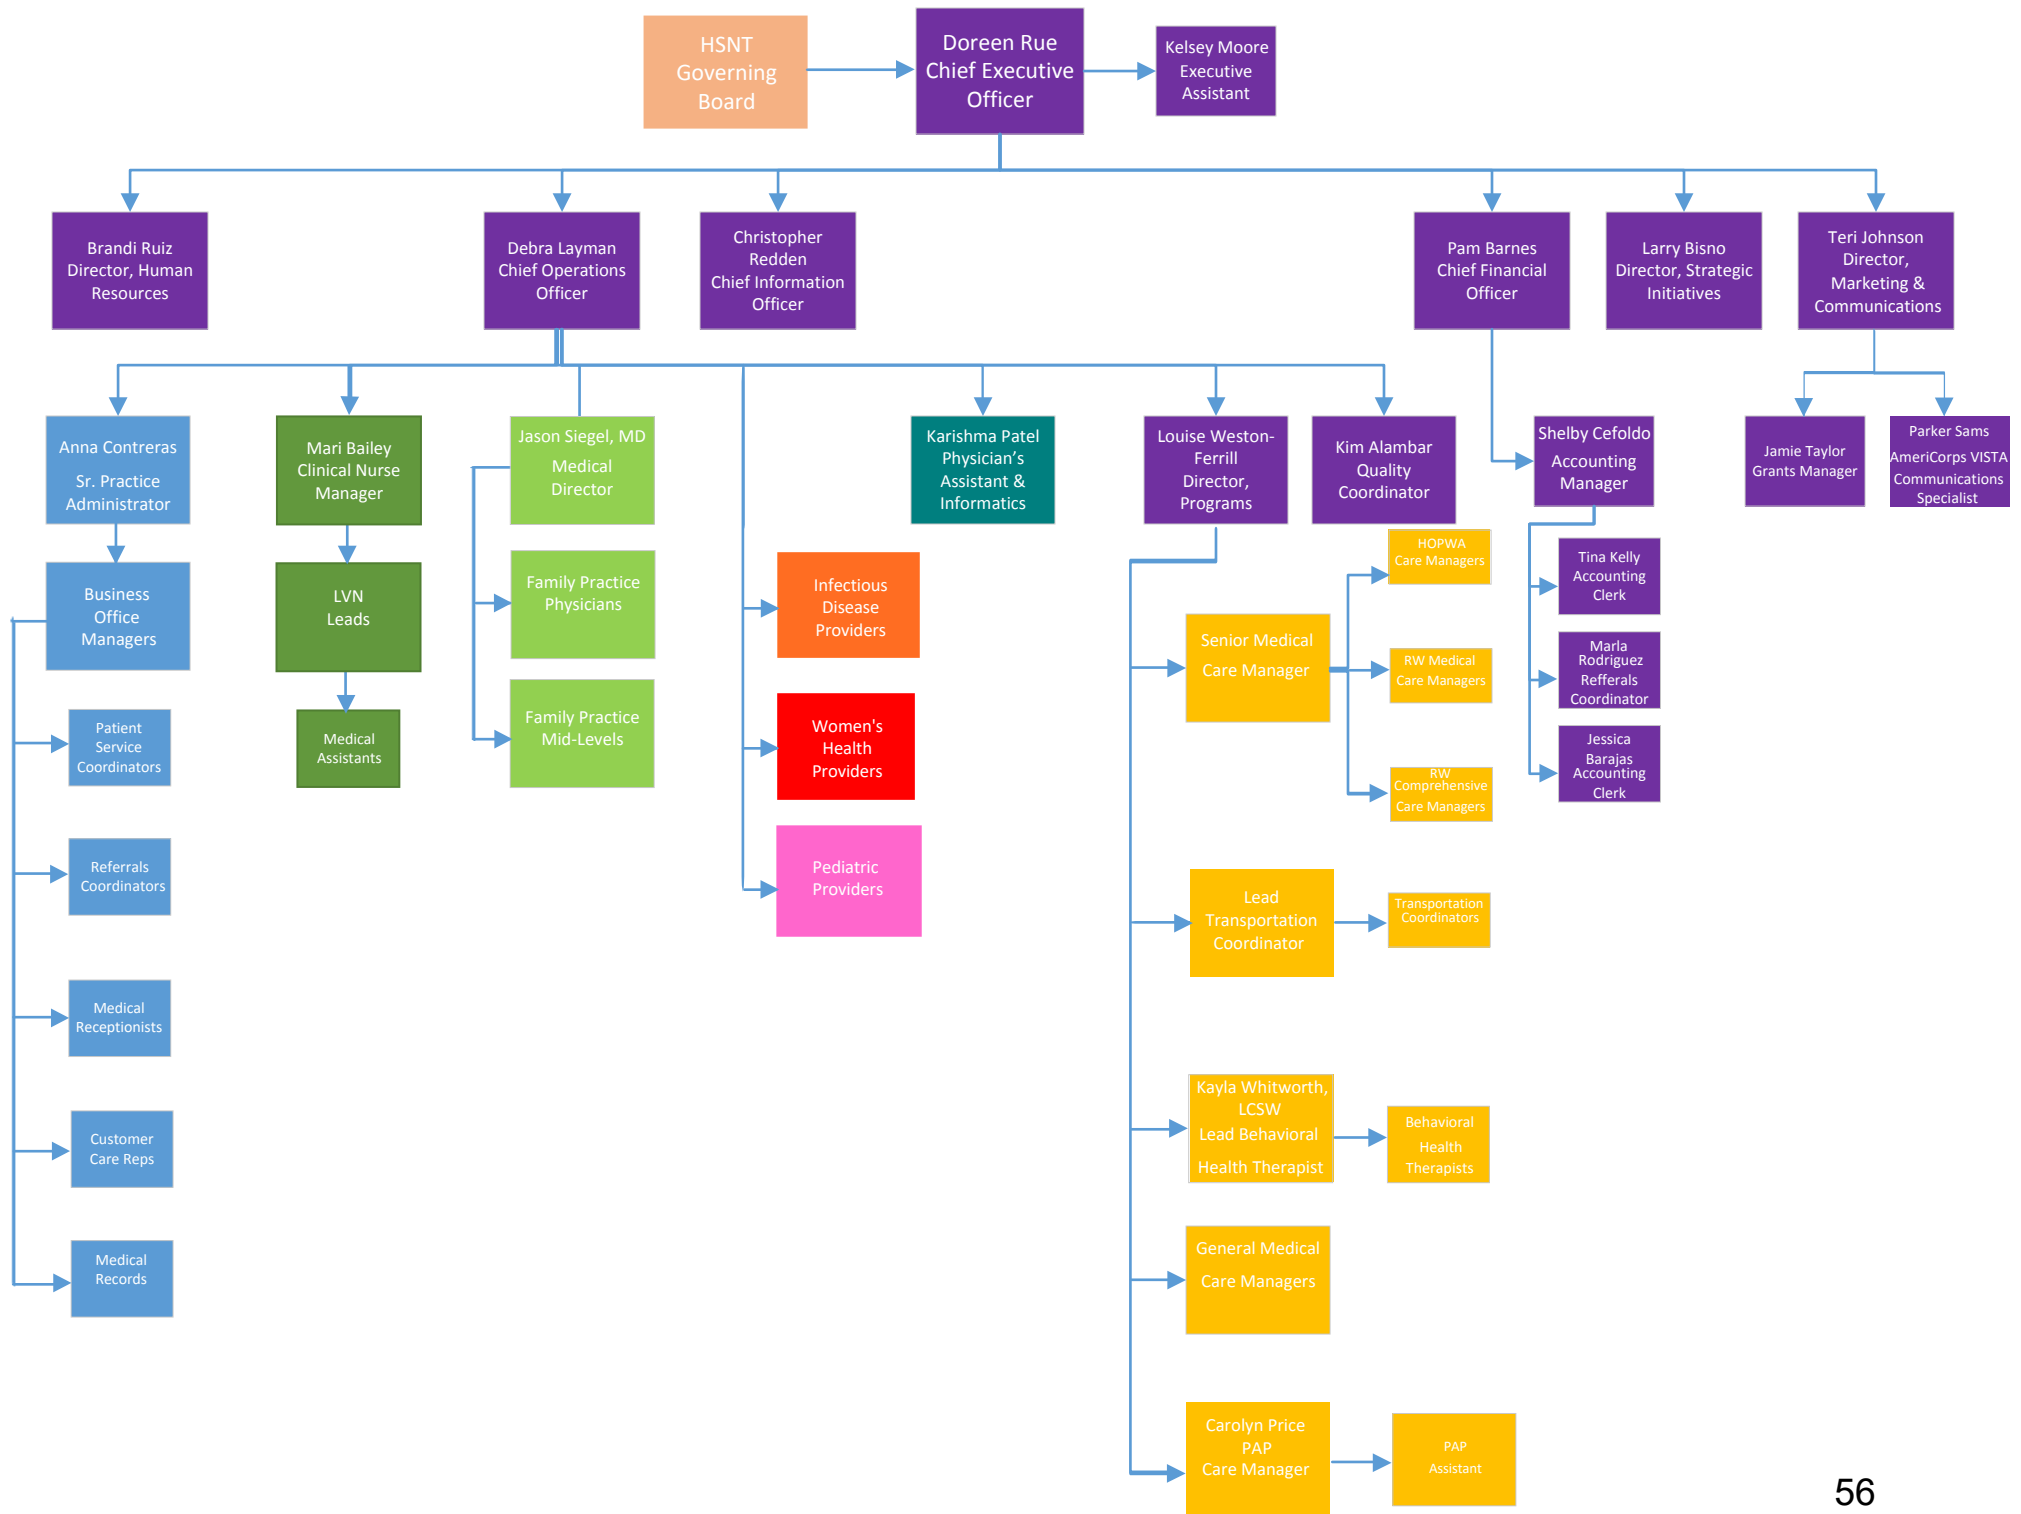 HSNT
Governing
Board
Doreen Rue
Chief Executive
Officer
Kelsey Moore
Executive
Assistant
Brandi Ruiz
Director, Human
Resources
Debra Layman
Chief Operations
Officer
Christopher
Redden
Chief Information
Officer
Pam Barnes
Chief Financial
Officer
Larry Bisno
Director, Strategic
Initiatives
Teri Johnson
Director,
Marketing &
Communications
Anna Contreras
Sr. Practice
Administrator
Mari Bailey
Clinical Nurse
Manager
Jason Siegel, MD
Medical
Director
Karishma Patel
Physician’s
Assistant &
Informatics
Louise Weston-
Ferrill
Director,
Programs
Kim Alambar
Quality
Coordinator
Shelby Cefoldo
Accounting
Manager
Jamie Taylor
Grants Manager
Parker Sams
AmeriCorps VISTA
Communications
Specialist
Business
Office
Managers
LVN
Leads
Family Practice
Physicians
Infectious
Disease
Providers
HOPWA
Care Managers
Tina Kelly
Accounting
Clerk
Senior Medical
Care Manager
RW Medical
Care Managers
Marla
Rodriguez
Refferals
Coordinator
Patient
Service
Coordinators
Medical
Assistants
Family Practice
Mid-Levels
Women's
Health
Providers
RW
Comprehensive
Care Managers
Jessica
Barajas
Accounting
Clerk
Referrals
Coordinators
Pediatric
Providers
Lead
Transportation
Coordinator
Transportation
Coordinators
Medical
Receptionists
Customer
Care Reps
Kayla Whitworth,
LCSW
Lead Behavioral
Health Therapist
Behavioral
Health
Therapists
Medical
Records
General Medical
Care Managers
Carolyn Price
PAP
Care Manager
PAP
Assistant
56